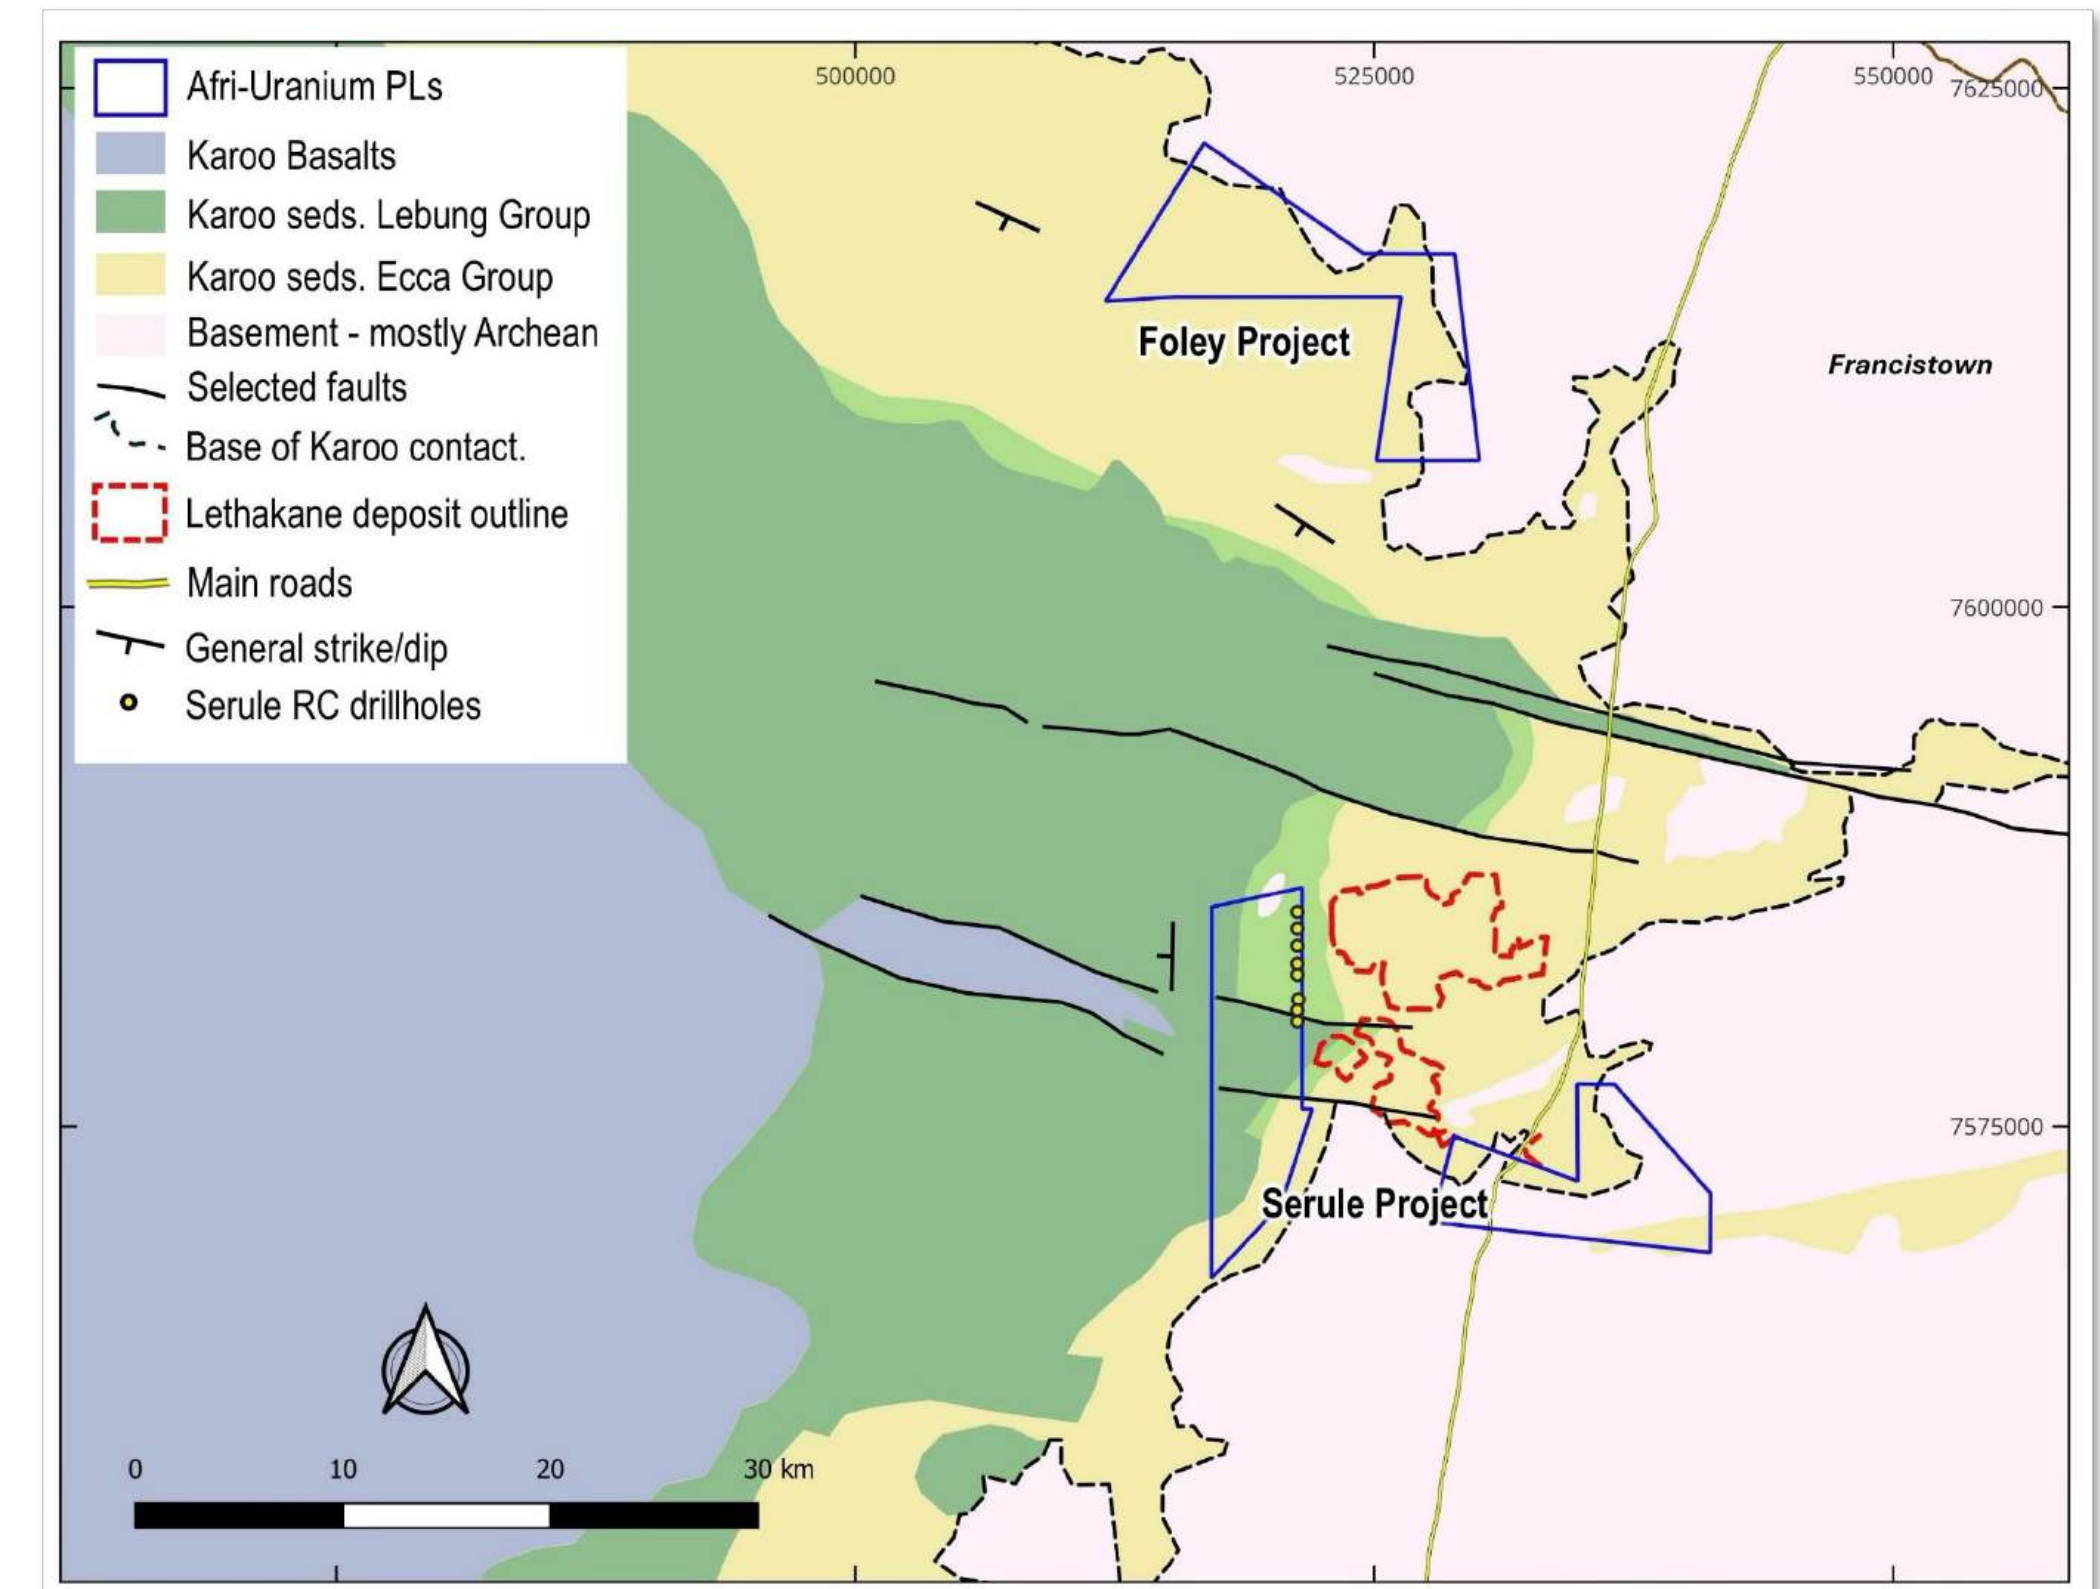 Afri-Uranium PLs
Karoo Basalts
Karoo seds. Lebung Group
Karoo seds. Ecca Group
Basement - mostly Archean
Selected faults
Base of Karoo contact.
Lethakane deposit outline
Main roads
General strike/dip
Serule RC drillholes
500000
525000
550000
7625000
Foley Project
Francistown
7600000
7575000
Serule Project
0 10 20 30 km